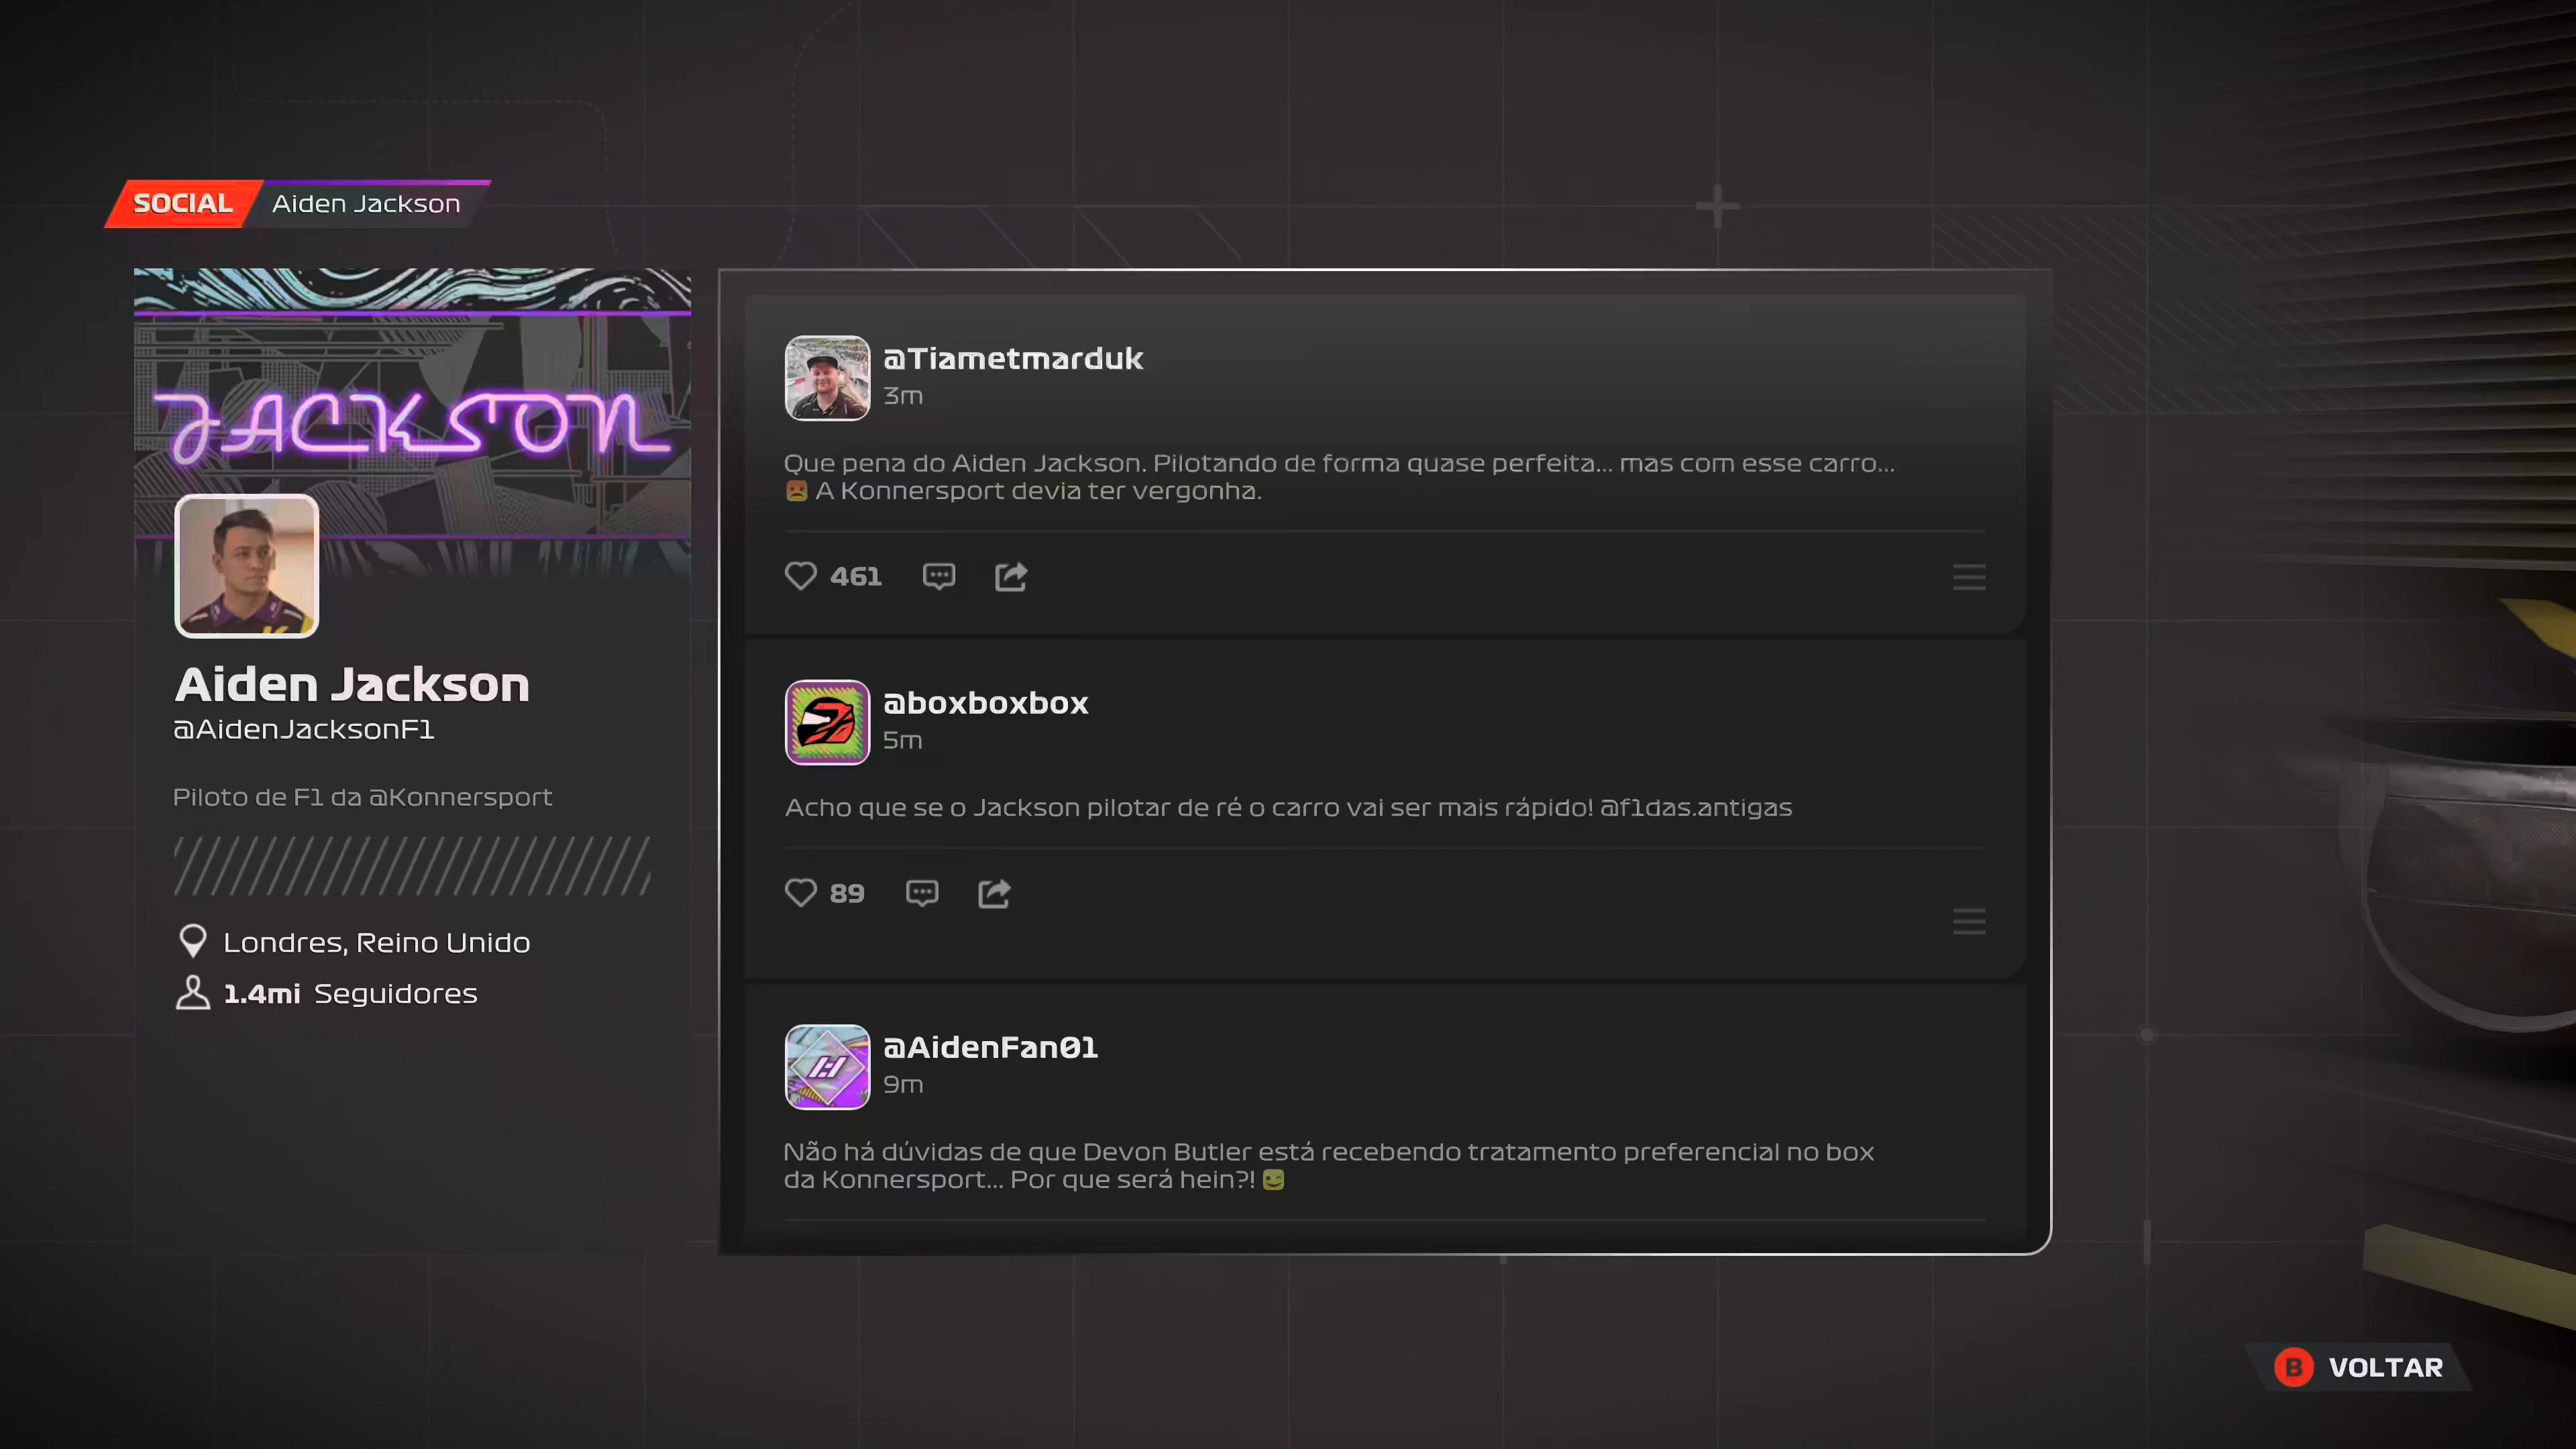 SOCIAL Aiden Jackson
JACKSON
Aiden Jackson
@AidenJacksonF1
Piloto de F1 da @Konnersport
Londres, Reino Unido
1.4mi Seguidores
@Tiametmarduk
3m
Que pena do Aiden Jackson. Pilotando de forma quase perfeita... mas com esse carro...
😡 A Konnersport devia ter vergonha.
461
@boxboxbox
5m
Acho que se o Jackson pilotar de ré o carro vai ser mais rápido! @f1das.antigas
89
@AidenFan01
9m
Não há dúvidas de que Devon Butler está recebendo tratamento preferencial no box
da Konnersport... Por que será hein?! 😉
B VOLTAR